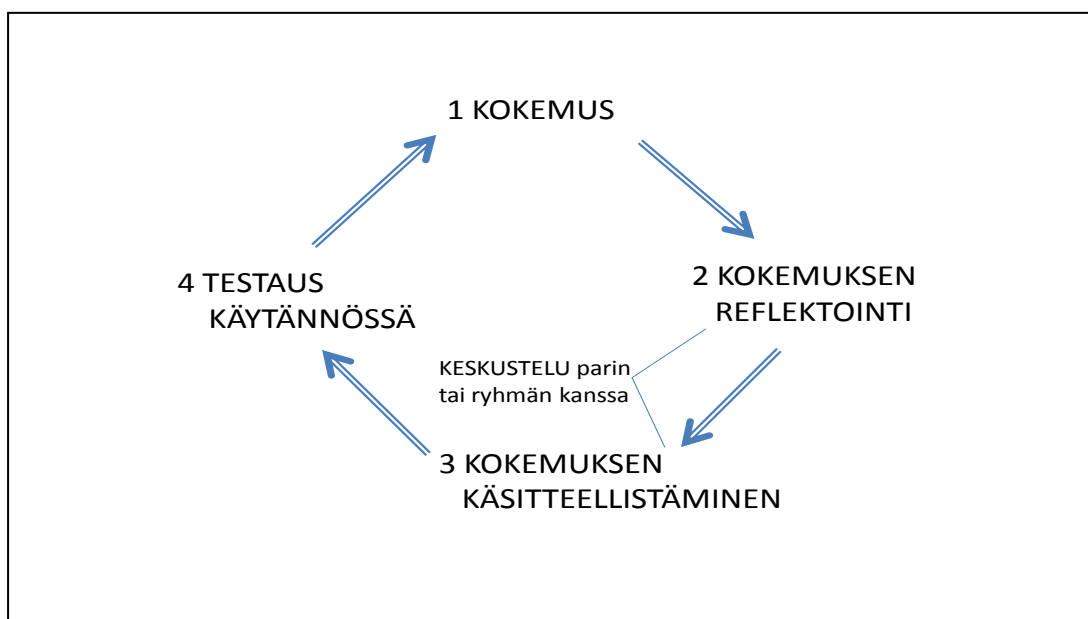 1 KOKEMUS
2 KOKEMUKSEN
REFLEKTOINTI
KESKUSTELU parin
tai ryhmän kanssa
3 KOKEMUKSEN
KÄSITTEELLISTÄMINEN
4 TESTAUS
KÄYTÄNNÖSSÄ